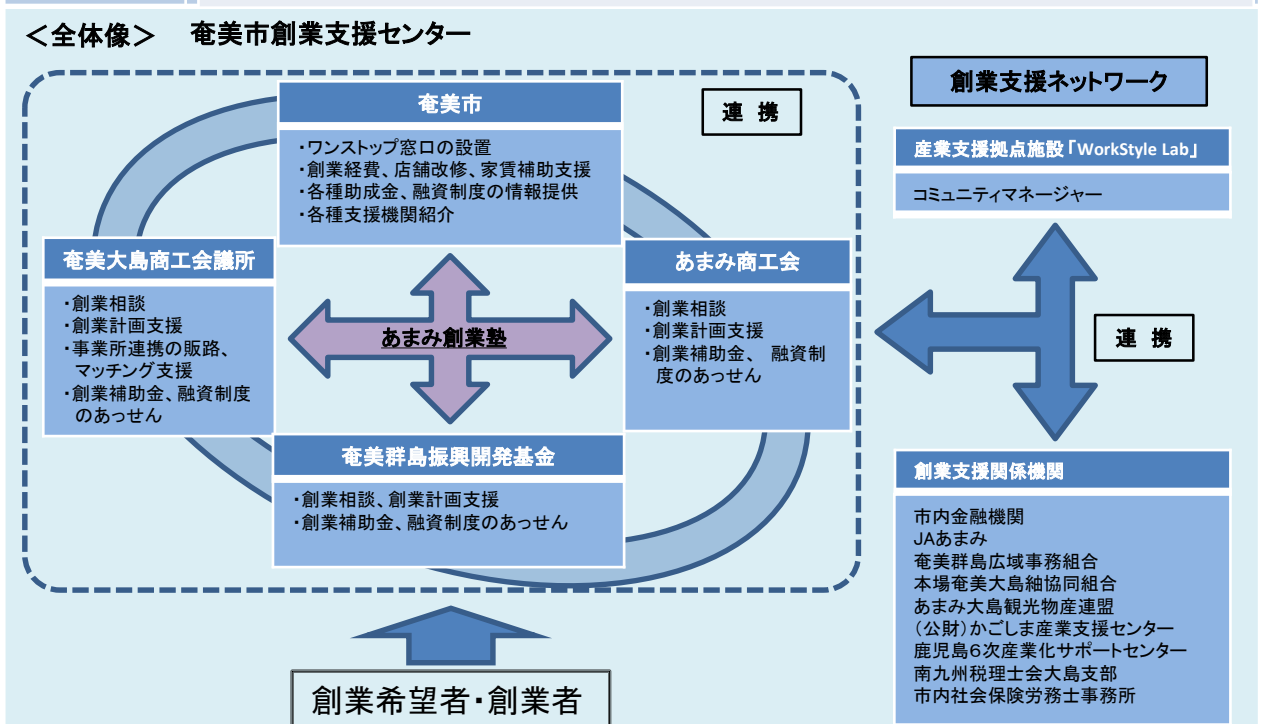 ＜全体像＞　奄美市創業支援センター
連　携
奄美市
・ワンストップ窓口の設置
・創業経費、店舗改修、家賃補助支援
・各種助成金、融資制度の情報提供
・各種支援機関紹介
奄美大島商工会議所
・創業相談
・創業計画支援
・事業所連携の販路、
マッチング支援
・創業補助金、融資制度
のあっせん
あまみ創業塾
あまみ商工会
・創業相談
・創業計画支援
・創業補助金、 融資制
度のあっせん
奄美群島振興開発基金
・創業相談、創業計画支援
・創業補助金、融資制度のあっせん
創業希望者・創業者
創業支援ネットワーク
産業支援拠点施設「WorkStyle Lab」
コミュニティマネージャー
連　携
創業支援関係機関
市内金融機関
JAあまみ
奄美群島広域事務組合
本場奄美大島紬協同組合
あまみ大島観光物産連盟
（公財）かごしま産業支援センター
鹿児島６次産業化サポートセンター
南九州税理士会大島支部
市内社会保険労務士事務所